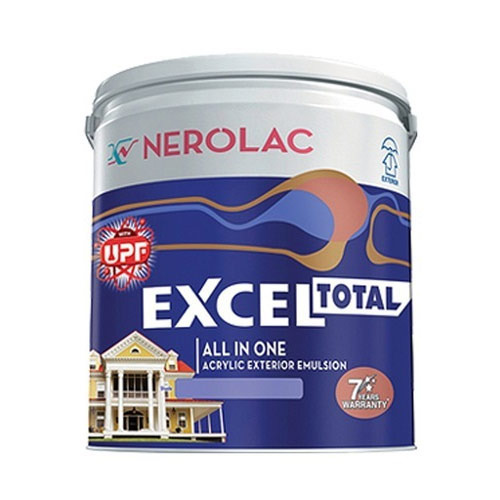 NEROLAC
EXTERIOR
WITH
UPF
EXCEL TOTAL
ALL IN ONE
ACRYLIC EXTERIOR EMULSION
7 YEARS
WARRANTY*